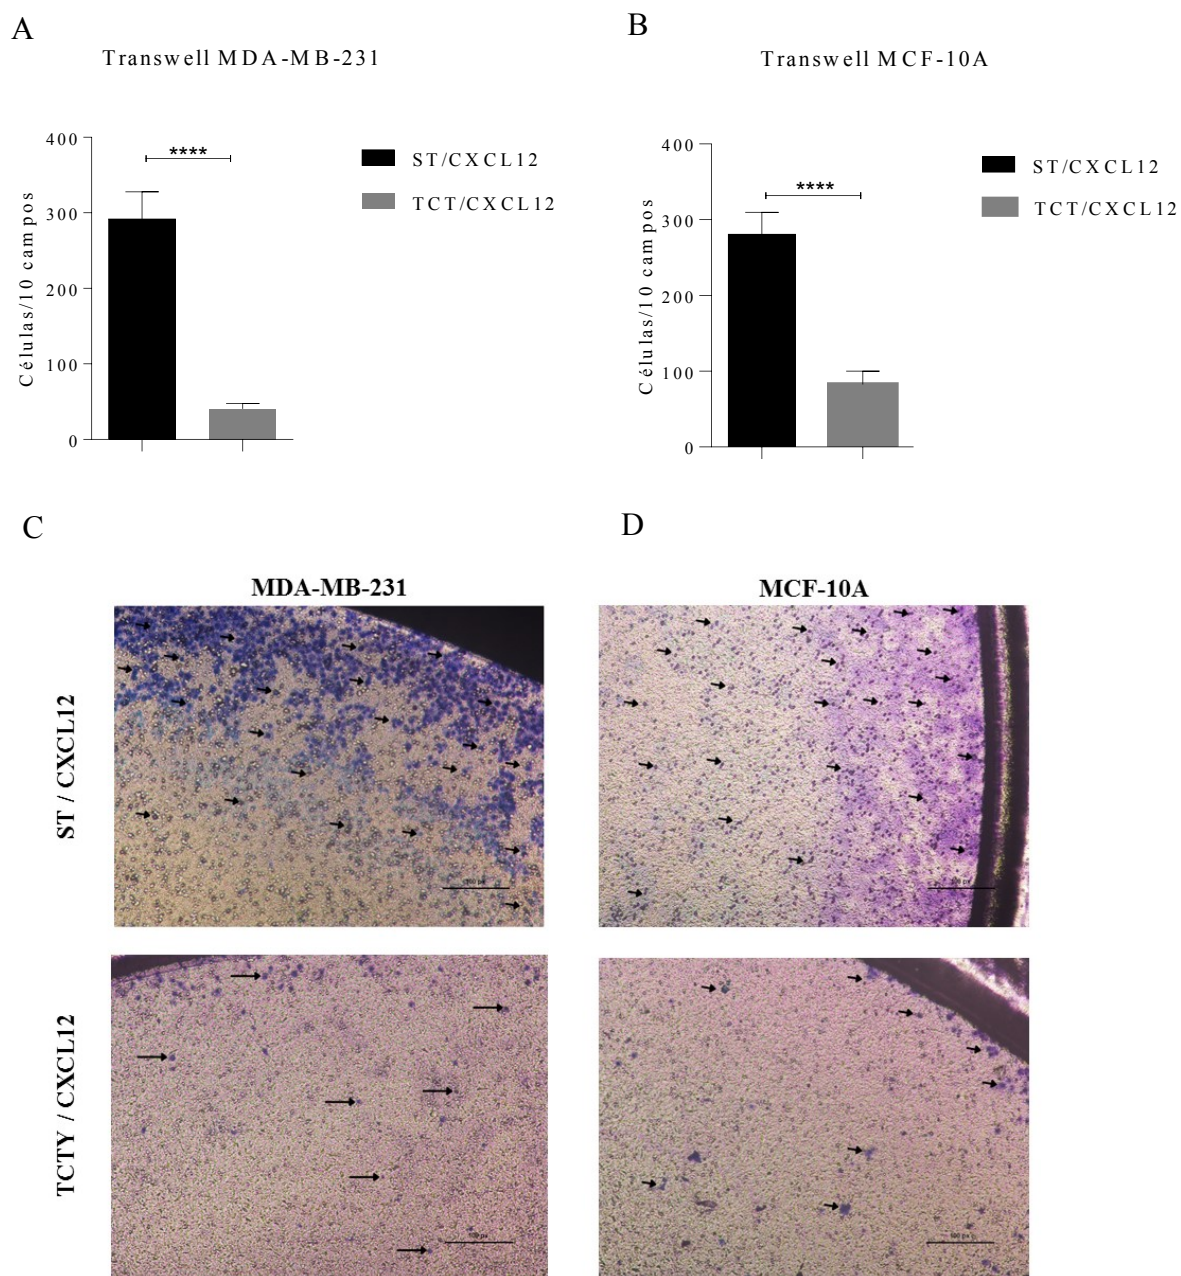 A
B
Transwell MDA-MB-231
Transwell MCF-10A
Células/10 campos
400
300
200
100
0
****
ST/CXCL12
TCT/CXCL12
Células/10 campos
400
300
200
100
0
****
ST/CXCL12
TCT/CXCL12
C
D
MDA-MB-231
MCF-10A
ST / CXCL12
TCTY / CXCL12